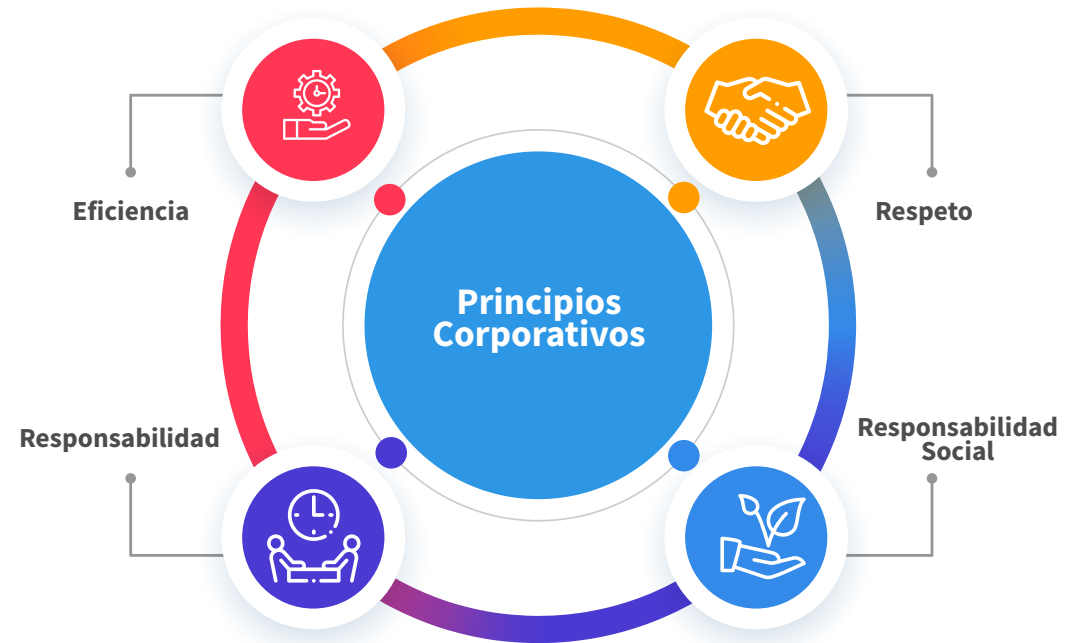 Eficiencia
Respeto
Principios
Corporativos
Responsabilidad
Responsabilidad
Social